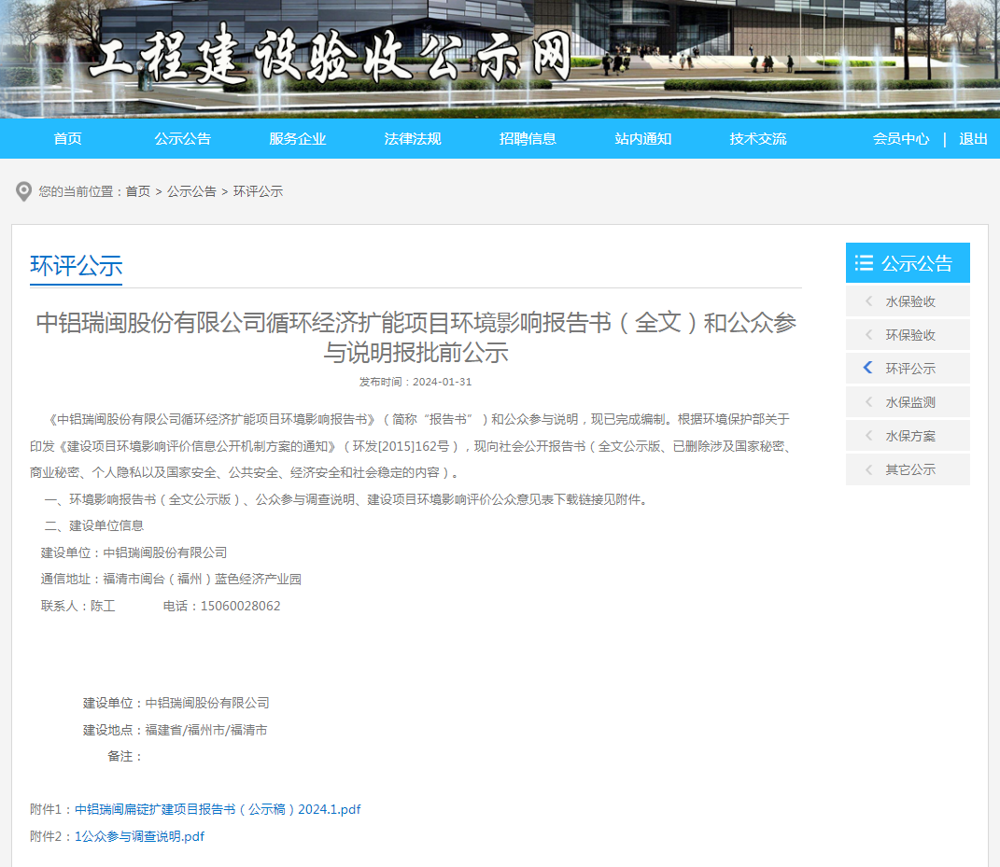 工程建设验收公示网
首页 公示公告 服务企业 法律法规 招聘信息 站内通知 技术交流 会员中心 | 退出
您的当前位置：首页 > 公示公告 > 环评公示
环评公示
中铝瑞闽股份有限公司循环经济扩能项目环境影响报告书（全文）和公众参
与说明报批前公示
发布时间：2024-01-31
《中铝瑞闽股份有限公司循环经济扩能项目环境影响报告书》（简称“报告书”）和公众参与说明，现已完成编制。根据环境保护部关于
印发《建设项目环境影响评价信息公开机制方案的通知》（环发[2015]162号），现向社会公开报告书（全文公示版、已删除涉及国家秘密、
商业秘密、个人隐私以及国家安全、公共安全、经济安全和社会稳定的内容）。
一、环境影响报告书（全文公示版）、公众参与调查说明、建设项目环境影响评价公众意见表下载链接见附件。
二、建设单位信息
建设单位：中铝瑞闽股份有限公司
通信地址：福清市闽台（福州）蓝色经济产业园
联系人：陈工 电话：15060028062
建设单位：中铝瑞闽股份有限公司
建设地点：福建省/福州市/福清市
备注：
附件1：中铝瑞闽扁锭扩建项目报告书（公示稿）2024.1.pdf
附件2：1公众参与调查说明.pdf
公示公告
水保验收
环保验收
环评公示
水保监测
水保方案
其它公示